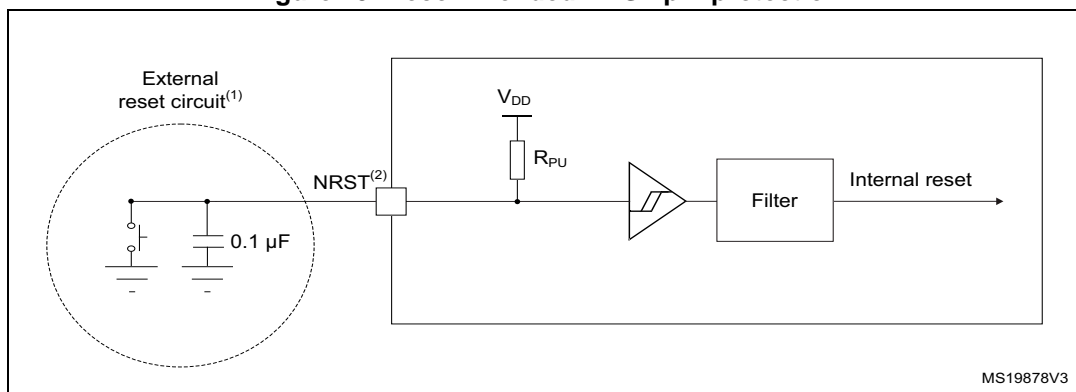 External
reset circuit(1)
VDD
RPU
NRST(2)
Filter
Internal reset
0.1 µF
MS19878V3